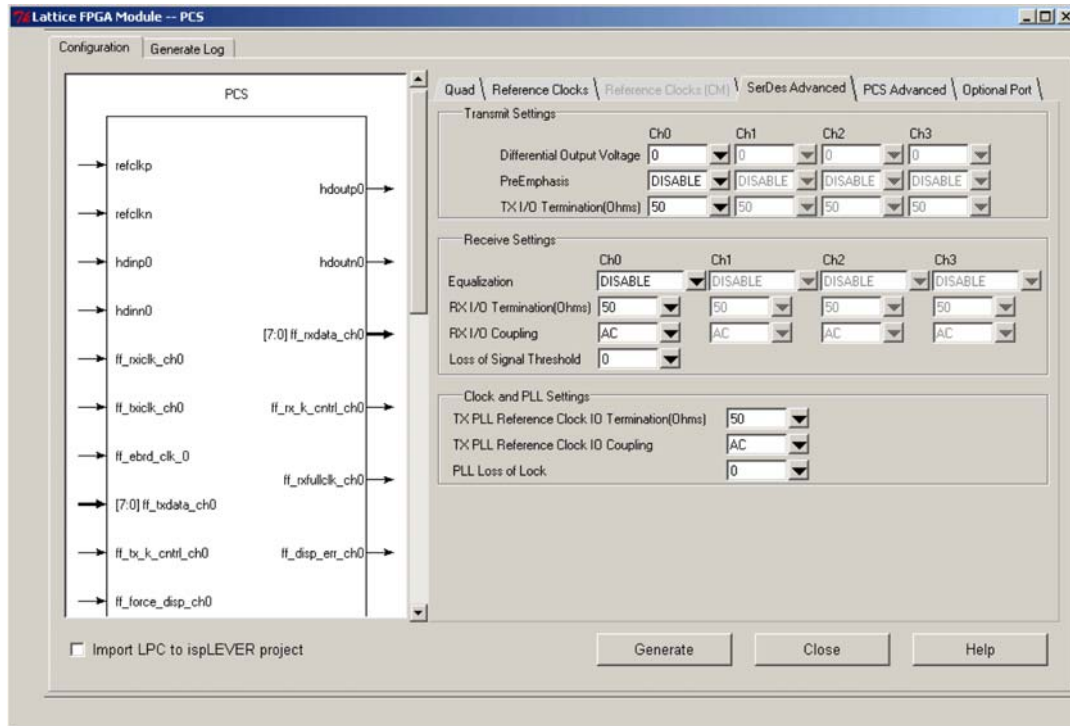 Lattice FPGA Module -- PCS
Configuration Generate Log
PCS
refclkp
hdoutp0
refclkn
hdinp0 hdoutn0
hdinn0
[7:0] ff_rxdata_ch0
ff_rxiclk_ch0
ff_txiclk_ch0 ff_rx_k_cntrl_ch0
ff_ebrd_clk_0
ff_rxfullclk_ch0
[7:0] ff_txdata_ch0
ff_tx_k_cntrl_ch0 ff_disp_err_ch0
ff_force_disp_ch0
Quad Reference Clocks Reference Clocks (CM) SerDes Advanced PCS Advanced Optional Port
Transmit Settings
Ch0 Ch1 Ch2 Ch3
Differential Output Voltage 0 0 0 0
PreEmphasis DISABLE DISABLE DISABLE DISABLE
TX I/O Termination(Ohms) 50 50 50 50
Receive Settings
Ch0 Ch1 Ch2 Ch3
Equalization DISABLE DISABLE DISABLE DISABLE
RX I/O Termination(Ohms) 50 50 50 50
RX I/O Coupling AC AC AC AC
Loss of Signal Threshold 0
Clock and PLL Settings
TX PLL Reference Clock IO Termination(Ohms) 50
TX PLL Reference Clock IO Coupling AC
PLL Loss of Lock 0
Import LPC to ispLEVER project
Generate Close Help